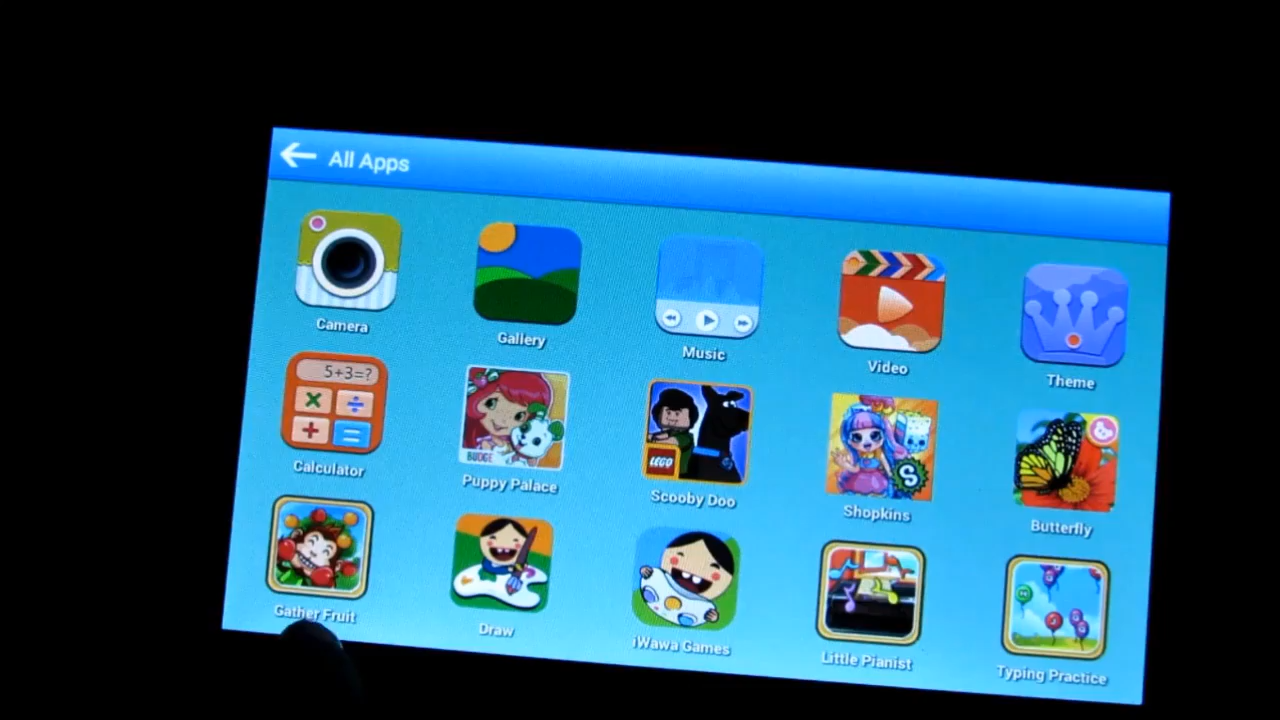 All Apps
Camera
Gallery
Music
Video
Theme
5+3=?
Calculator
BUDGE
Puppy Palace
LEGO
Scooby Doo
S
Shopkins
Butterfly
Gather Fruit
Draw
iWawa Games
Little Pianist
Typing Practice